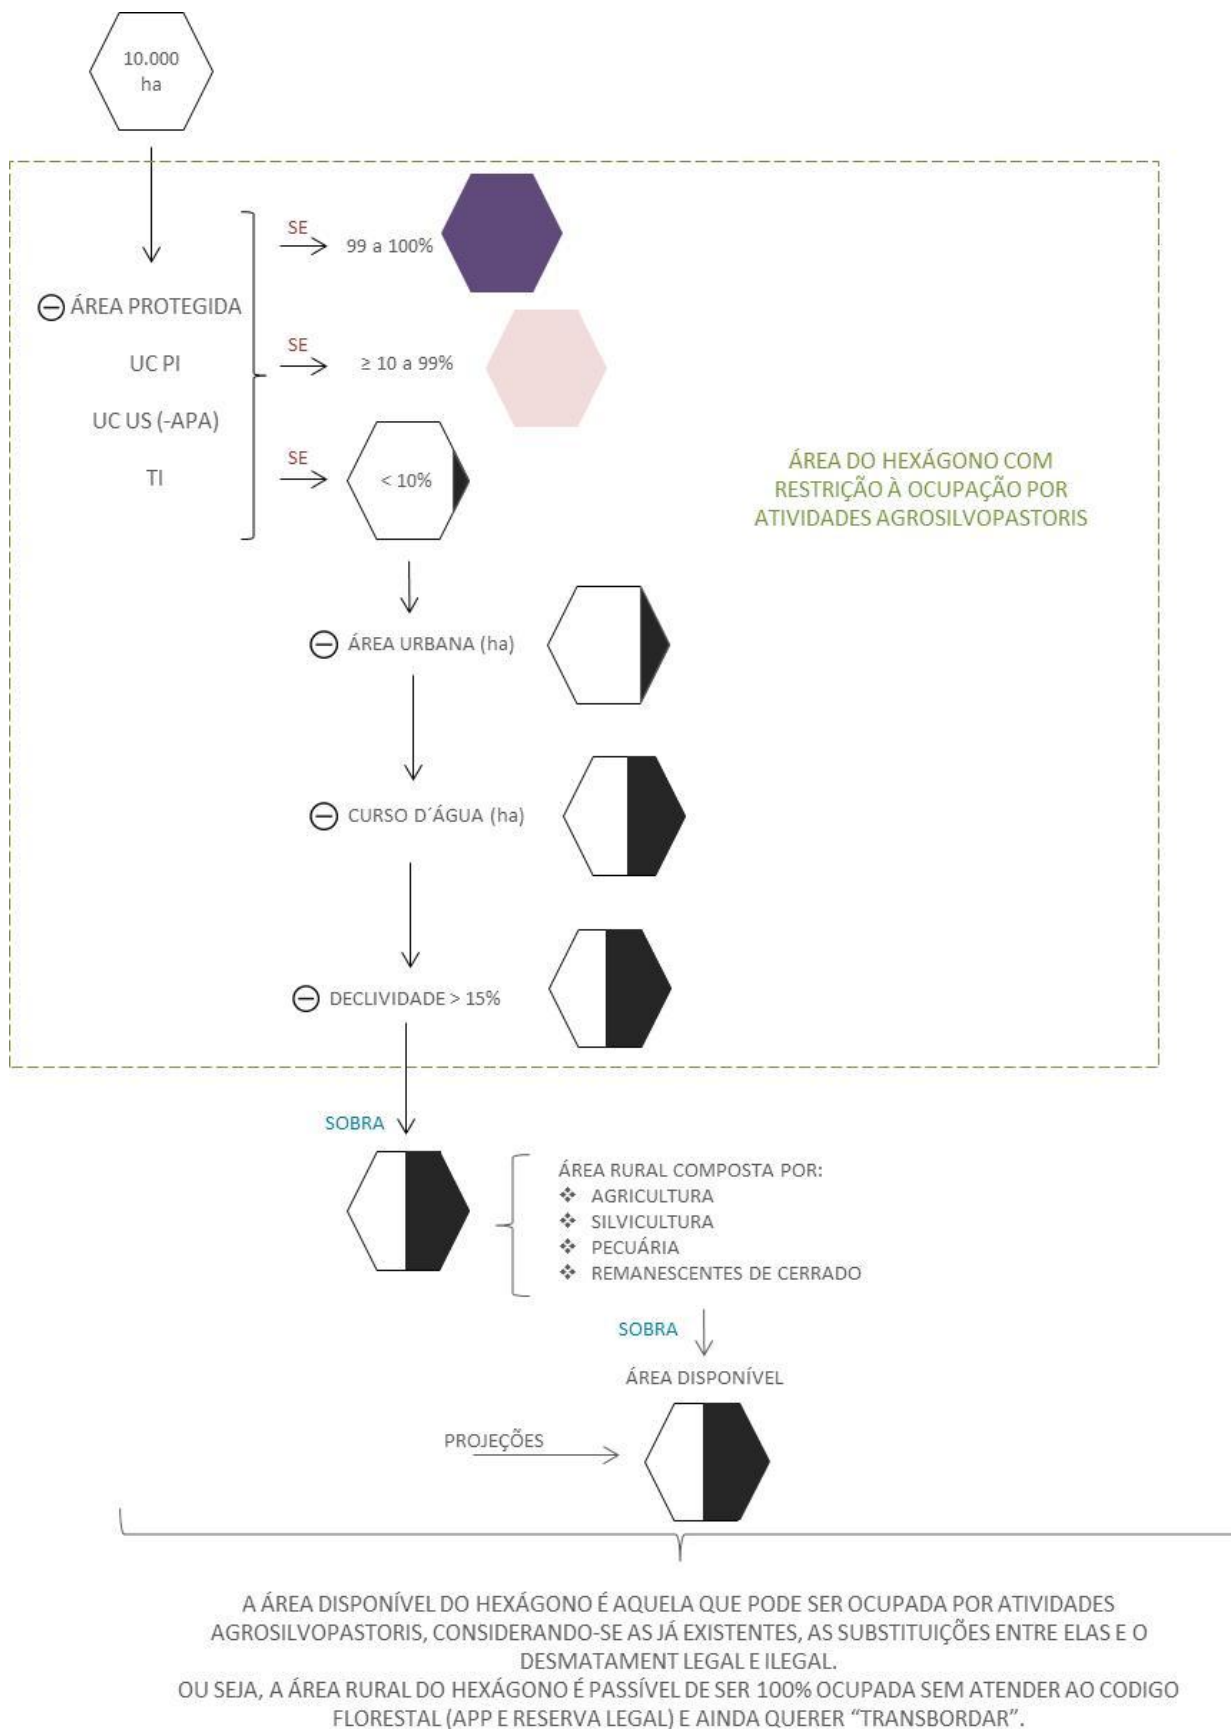 10.000
ha
SE
99 a 100%
ÁREA PROTEGIDA
SE
≥ 10 a 99%
UC PI
UC US (-APA)
SE
< 10%
TI
ÁREA DO HEXÁGONO COM
RESTRIÇÃO À OCUPAÇÃO POR
ATIVIDADES AGROSILVOPASTORIS
ÁREA URBANA (ha)
CURSO D´ÁGUA (ha)
DECLIVIDADE > 15%
SOBRA
ÁREA RURAL COMPOSTA POR:
❖ AGRICULTURA
❖ SILVICULTURA
❖ PECUÁRIA
❖ REMANESCENTES DE CERRADO
SOBRA
ÁREA DISPONÍVEL
PROJEÇÕES
A ÁREA DISPONÍVEL DO HEXÁGONO É AQUELA QUE PODE SER OCUPADA POR ATIVIDADES
AGROSILVOPASTORIS, CONSIDERANDO-SE AS JÁ EXISTENTES, AS SUBSTITUIÇÕES ENTRE ELAS E O
DESMATAMENT LEGAL E ILEGAL.
OU SEJA, A ÁREA RURAL DO HEXÁGONO É PASSÍVEL DE SER 100% OCUPADA SEM ATENDER AO CODIGO
FLORESTAL (APP E RESERVA LEGAL) E AINDA QUERER “TRANSBORDAR”.